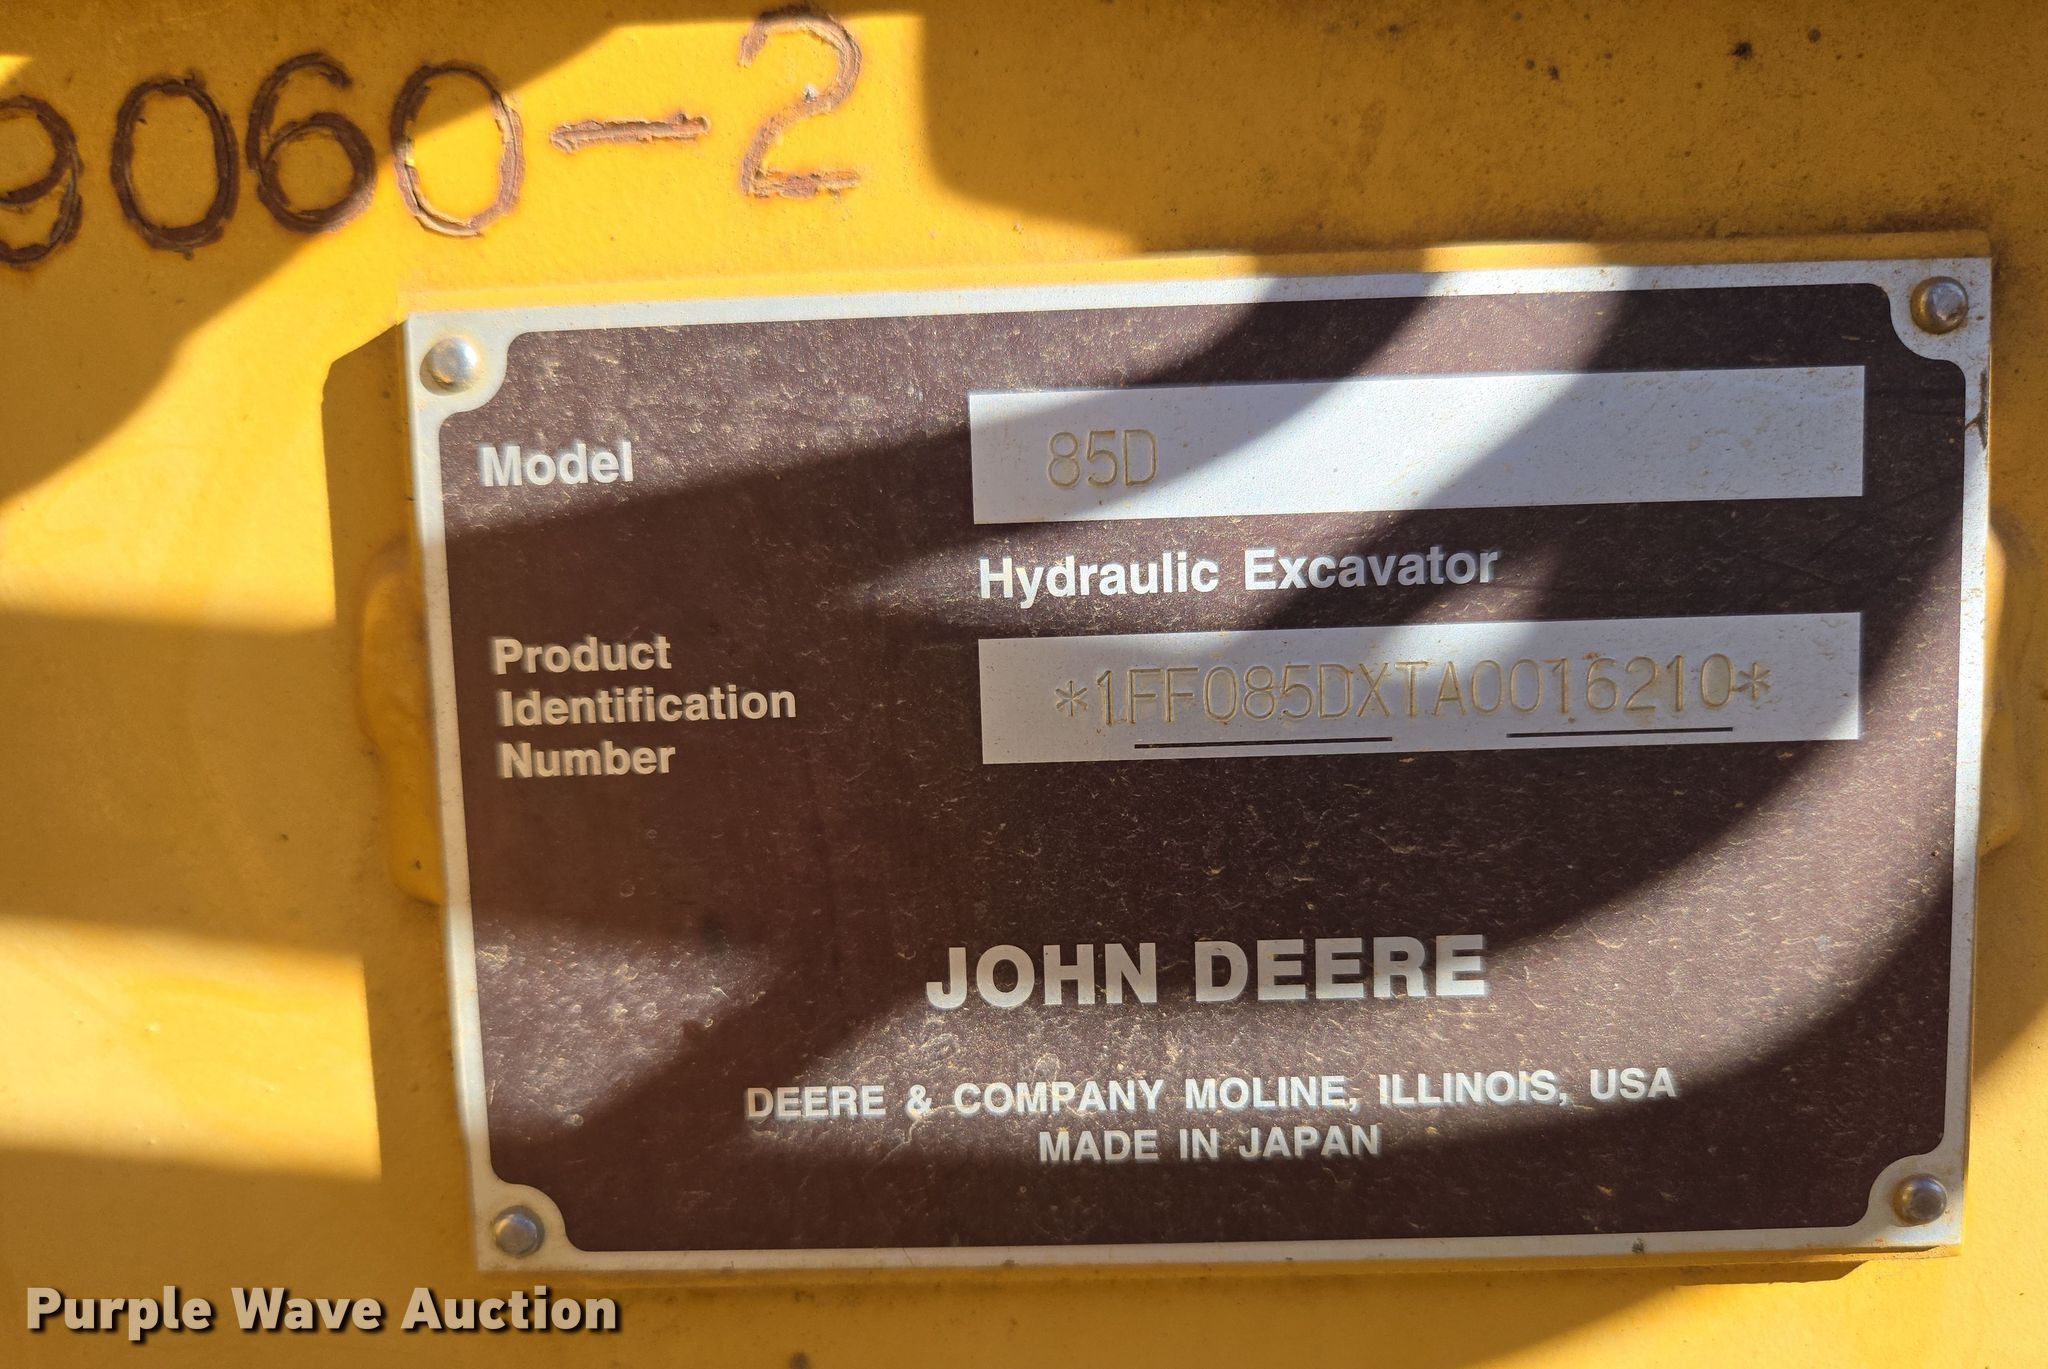 9060-2
Model
85D
Hydraulic Excavator
Product
Identification
Number
*1FF085DXTA0016210*
JOHN DEERE
DEERE & COMPANY MOLINE, ILLINOIS, USA
MADE IN JAPAN
Purple Wave Auction